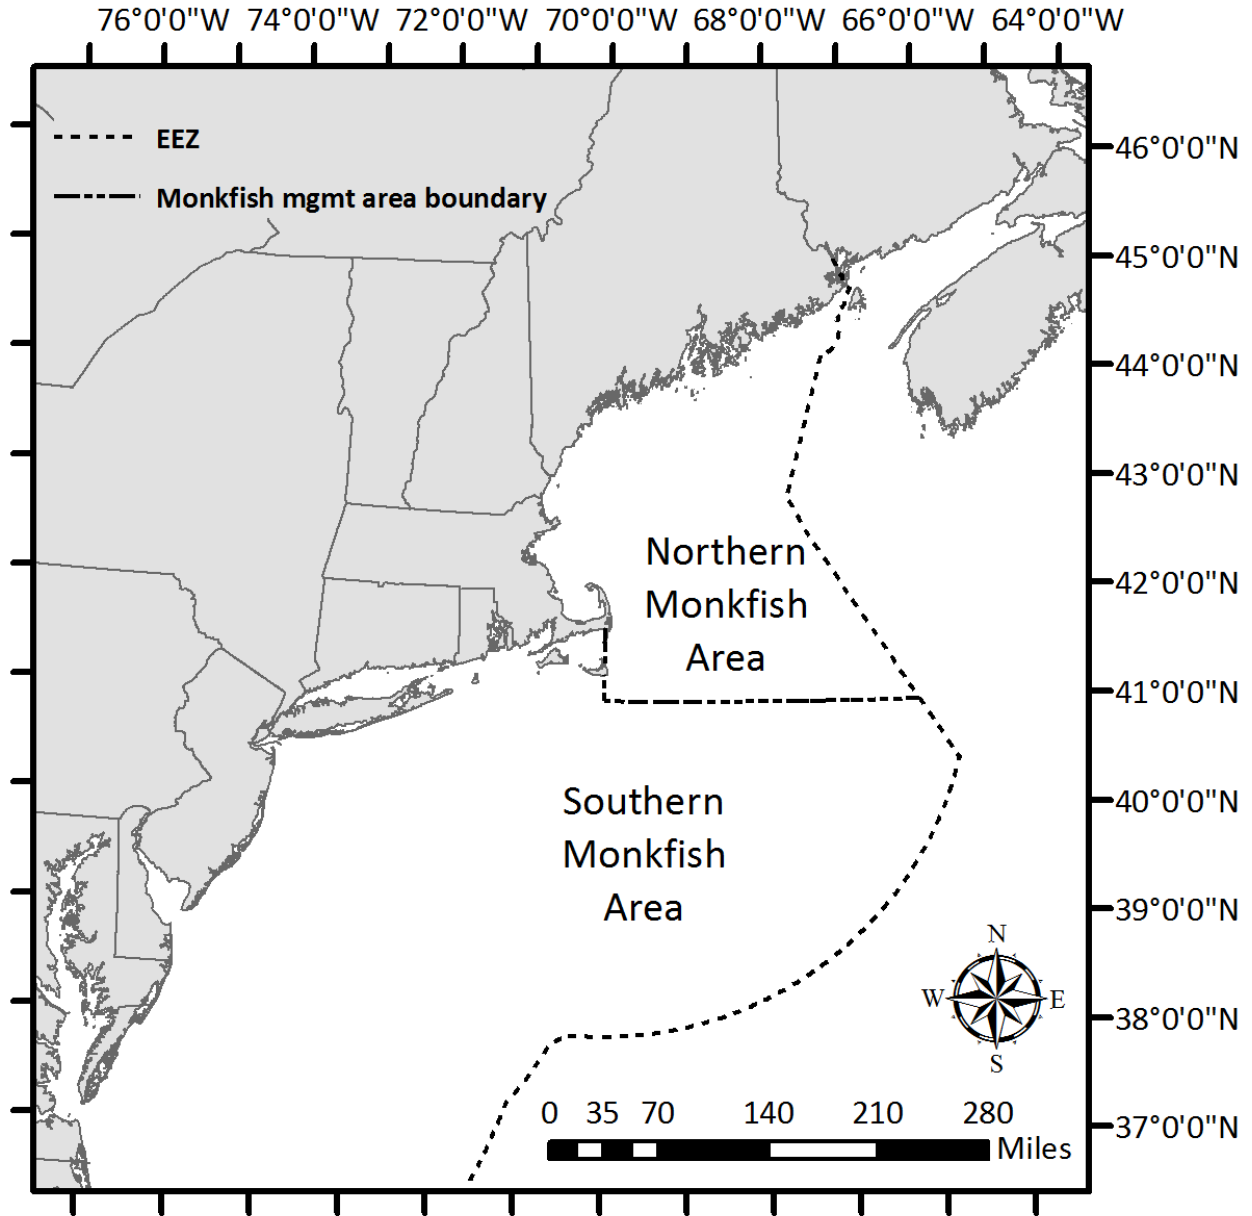 76°0'0"W 74°0'0"W 72°0'0"W 70°0'0"W 68°0'0"W 66°0'0"W 64°0'0"W
EEZ
46°0'0"N
Monkfish mgmt area boundary
45°0'0"N
44°0'0"N
43°0'0"N
Northern
Monkfish
Area
42°0'0"N
41°0'0"N
Southern
Monkfish
Area
40°0'0"N
39°0'0"N
N
W E
S
38°0'0"N
0 35 70 140 210 280
Miles
37°0'0"N